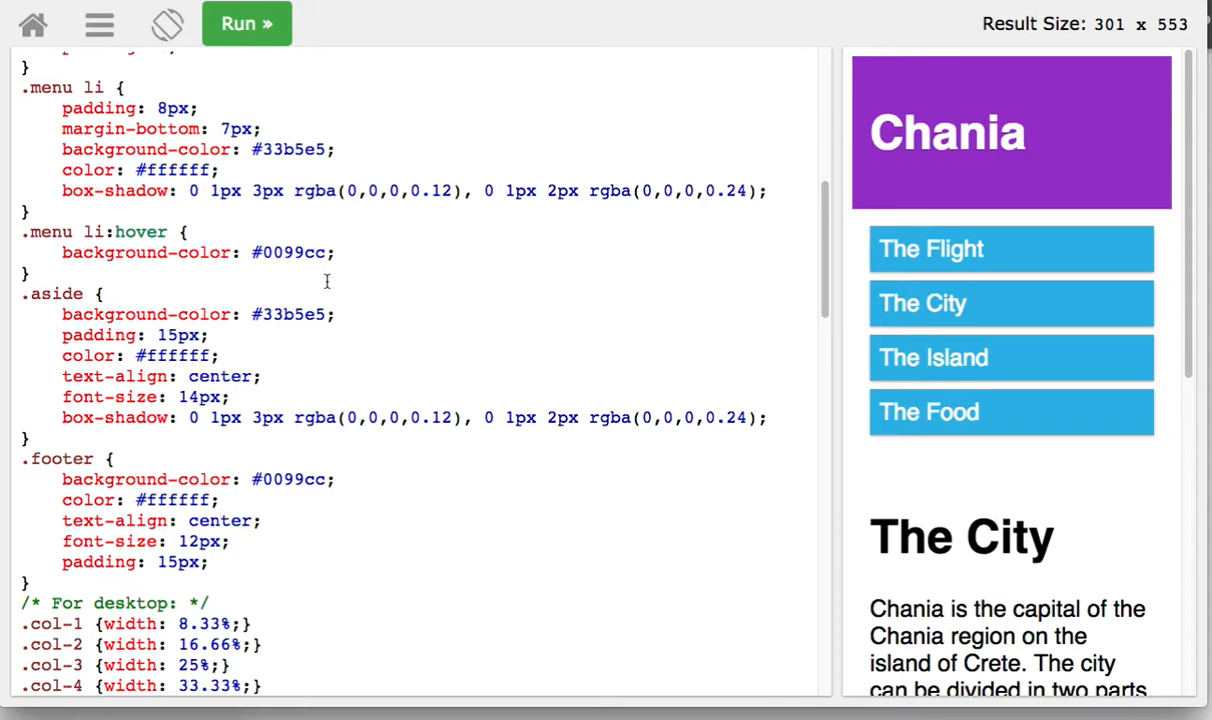 Run »
Result Size: 301 x 553
}
.menu li {
padding: 8px;
margin-bottom: 7px;
background-color: #33b5e5;
color: #ffffff;
box-shadow: 0 1px 3px rgba(0,0,0,0.12), 0 1px 2px rgba(0,0,0,0.24);
}
.menu li:hover {
background-color: #0099cc;
}
.aside {
background-color: #33b5e5;
padding: 15px;
color: #ffffff;
text-align: center;
font-size: 14px;
box-shadow: 0 1px 3px rgba(0,0,0,0.12), 0 1px 2px rgba(0,0,0,0.24);
}
.footer {
background-color: #0099cc;
color: #ffffff;
text-align: center;
font-size: 12px;
padding: 15px;
}
/* For desktop: */
.col-1 {width: 8.33%;}
.col-2 {width: 16.66%;}
.col-3 {width: 25%;}
.col-4 {width: 33.33%;}
Chania
The Flight
The City
The Island
The Food
The City
Chania is the capital of the
Chania region on the
island of Crete. The city
can be divided in two parts